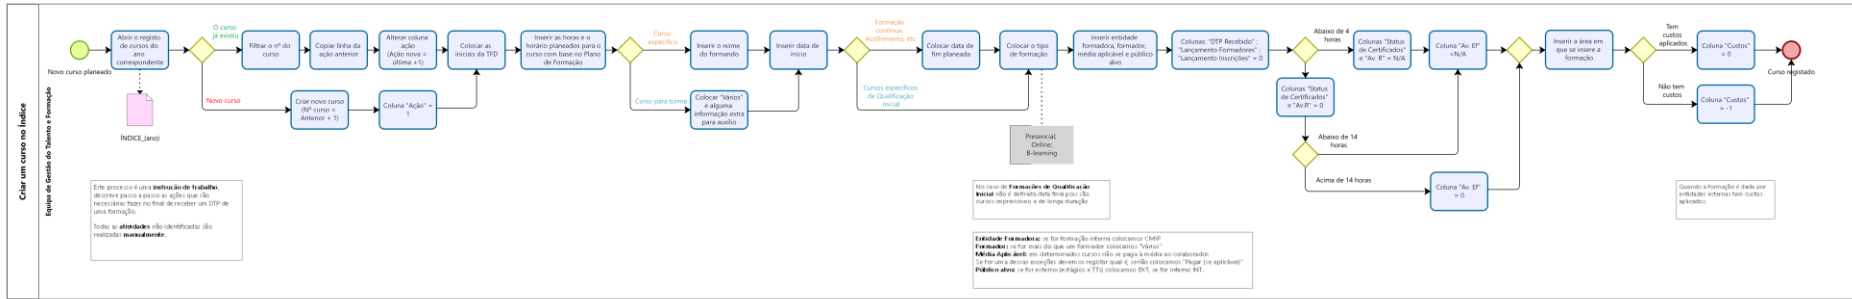 Criar um curso no Índice
Equipa de Gestão do Talento e Formação
Novo curso planeado
Abrir o registo
de cursos do
ano
correspondente
ÍNDICE_(ano)
O curso
já existiu
Novo curso
Filtrar o nº do
curso
Copiar linha da
ação anterior
Alterar coluna
ação
(Ação nova =
última +1)
Criar novo curso
(Nº curso =
Anterior + 1)
Coluna "Ação" =
1
Colocar as
iniciais da TFD
Inserir as horas e o
horário planeados para o
curso com base no Plano
de Formação
Curso
específico
Curso para turma
Inserir o nome do
formando
Colocar "Vários"
e alguma
informação extra
para auxílio
Inserir data de
início
Formação
contínua;
Acolhimento; etc
Cursos específicos
de Qualificação
Inicial
Colocar data de
fim planeada
Colocar o tipo de
formação
Presencial;
Online;
B-learning
Inserir entidade
formadora, formador,
média aplicável e público
alvo
Colunas: "DTP Recebido" ;
"Lançamento Formadores" ;
"Lançamento Inscrições" = 0
Abaixo de 4
horas
Colunas "Status
de Certificados"
e "Av. R" = N/A
Colunas "Status
de Certificados"
e "Av.R" = 0
Abaixo de 14
horas
Acima de 14 horas
Coluna "Av. Ef"
=N/A
Coluna "Av. Ef"
= 0
Inserir a área em
que se insere a
formação
Tem
custos
aplicados
Não tem
custos
Coluna "Custos"
= 0
Coluna "Custos"
= -1
Curso registado
Este processo é uma instrução de trabalho,
descreve passo a passo as ações que são
necessárias fazer no final de receber um DTP de
uma formação.
Todas as atividades não identificadas são
realizadas manualmente.
No caso de Formações de Qualificação
Inicial não é definida data final pois são
cursos imprevisíveis e de longa duração
Entidade Formadora: se for formação interna colocamos CMIP
Formador: se for mais do que um formador colocamos "Vários"
Média Aplicável: em determinados cursos não se paga a média ao colaborador.
Se for uma dessas exceções devemos registar qual é, senão colocamos "Pagar (se aplicável)"
Público alvo: se for externo (estágios e TTs) colocamos EXT, se for interno INT.
Quando a formação é dada por
entidades externas tem custos
aplicados.